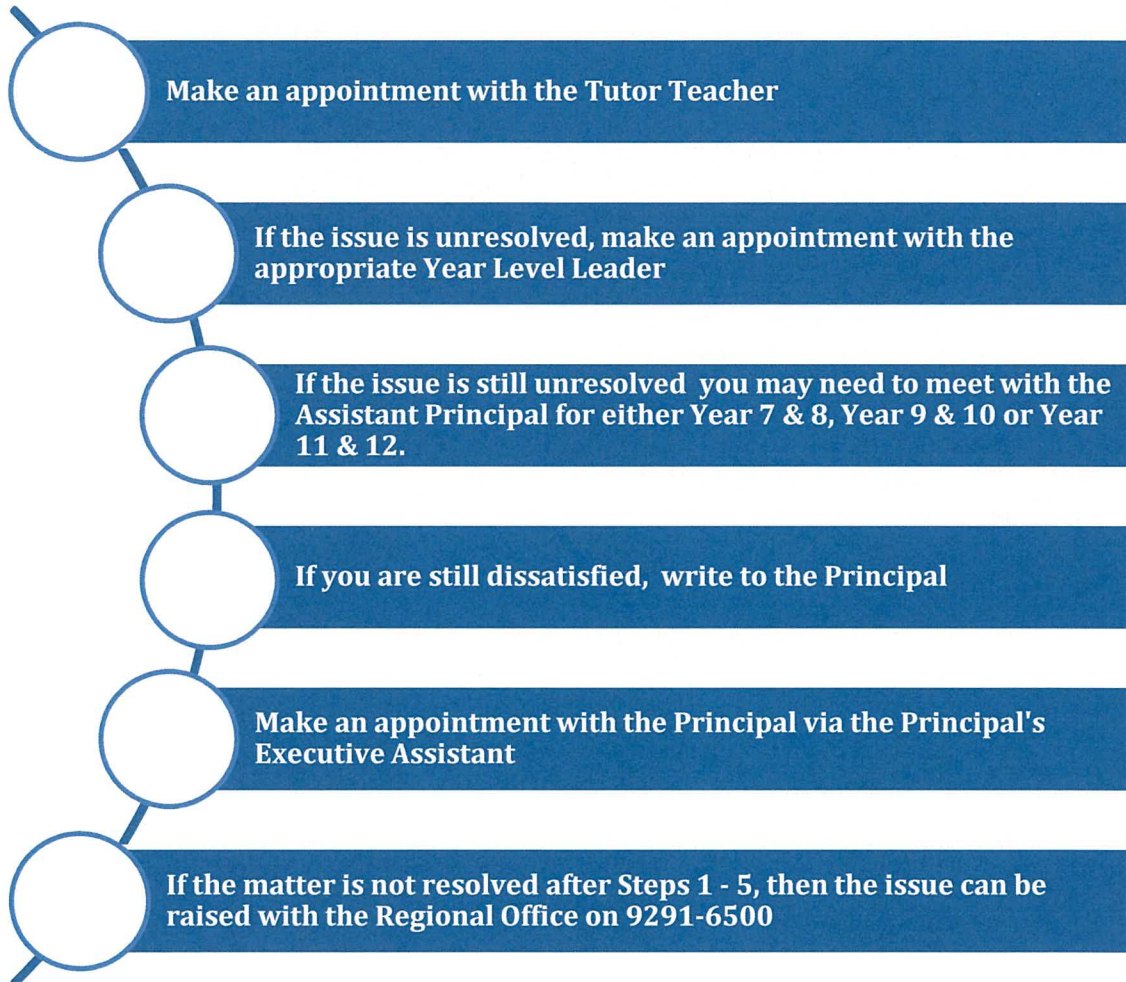 Make an appointment with the Tutor Teacher
If the issue is unresolved, make an appointment with the
appropriate Year Level Leader
If the issue is still unresolved  you may need to meet with the
Assistant Principal for either Year 7 & 8, Year 9 & 10 or Year
11 & 12.
If you are still dissatisfied,  write to the Principal
Make an appointment with the Principal via the Principal's
Executive Assistant
If the matter is not resolved after Steps 1 - 5, then the issue can be
raised with the Regional Office on 9291-6500